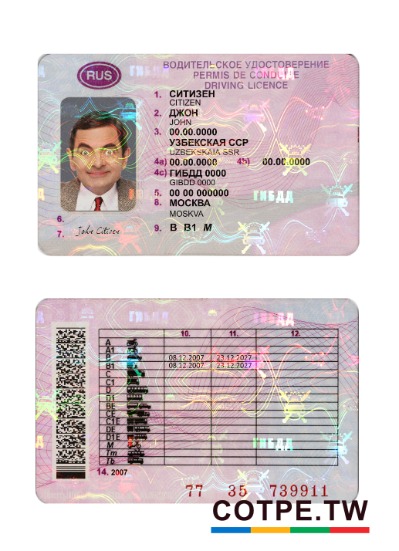 ВОДИТЕЛЬСКОЕ УДОСТОВЕРЕНИЕ
RUS PERMIS DE CONDUIRE
DRIVING LICENCE
1. СИТИЗЕН
CITIZEN
2. ДЖОН
JOHN
3. 00.00.0000
УЗБЕКСКАЯ ССР
UZBEKSKAIA SSR
4a) 00.00.0000 4b) 00.00.0000
4c) ГИБДД 0000
GIBDD 0000
5. 00 00 000000
8. МОСКВА
MOSKVA
6.
7. John Citizen
9. B B1 M
ГИБДД
10. 11. 12.
A
A1
B 08.12.2007 23.12.2027
B1 08.12.2007 23.12.2027
C
C1
D
D1
BE
CE
C1E
DE
D1E
M
Tm
Tb
ГИБДД
14. 2007
77 35 739911
COTPE.TW